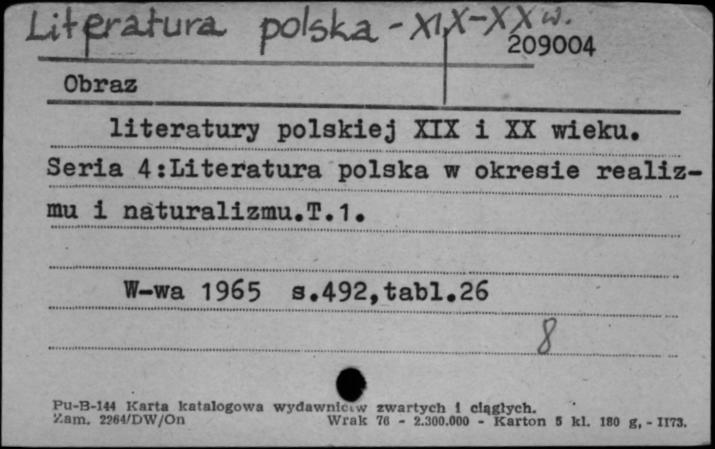 Literatura polska - XIX-XX w.
209004
Obraz
literatury polskiej XIX i XX wieku.
Seria 4:Literatura polska w okresie realiz-
mu i naturalizmu.T.1.
W-wa 1965 s.492,tabl.26
8
Pu-B-144 Karta katalogowa wydawnictw zwartych i ciągłych.
Zam. 2264/DW/On Wrak 76 - 2.300.000 - Karton 5 kl. 180 g, - II73.